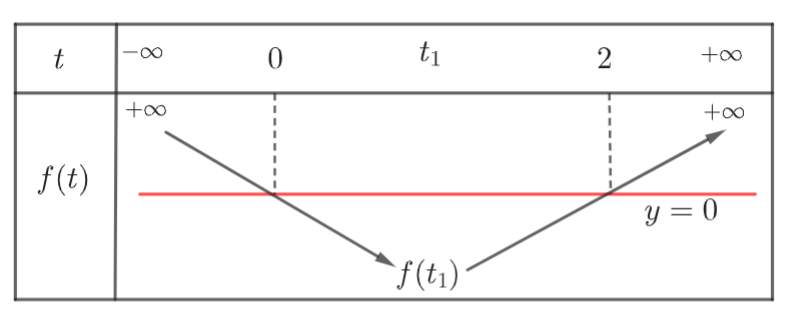 t −∞ 0 t₁ 2 +∞
+∞ +∞
f(t)
y = 0
f(t₁)